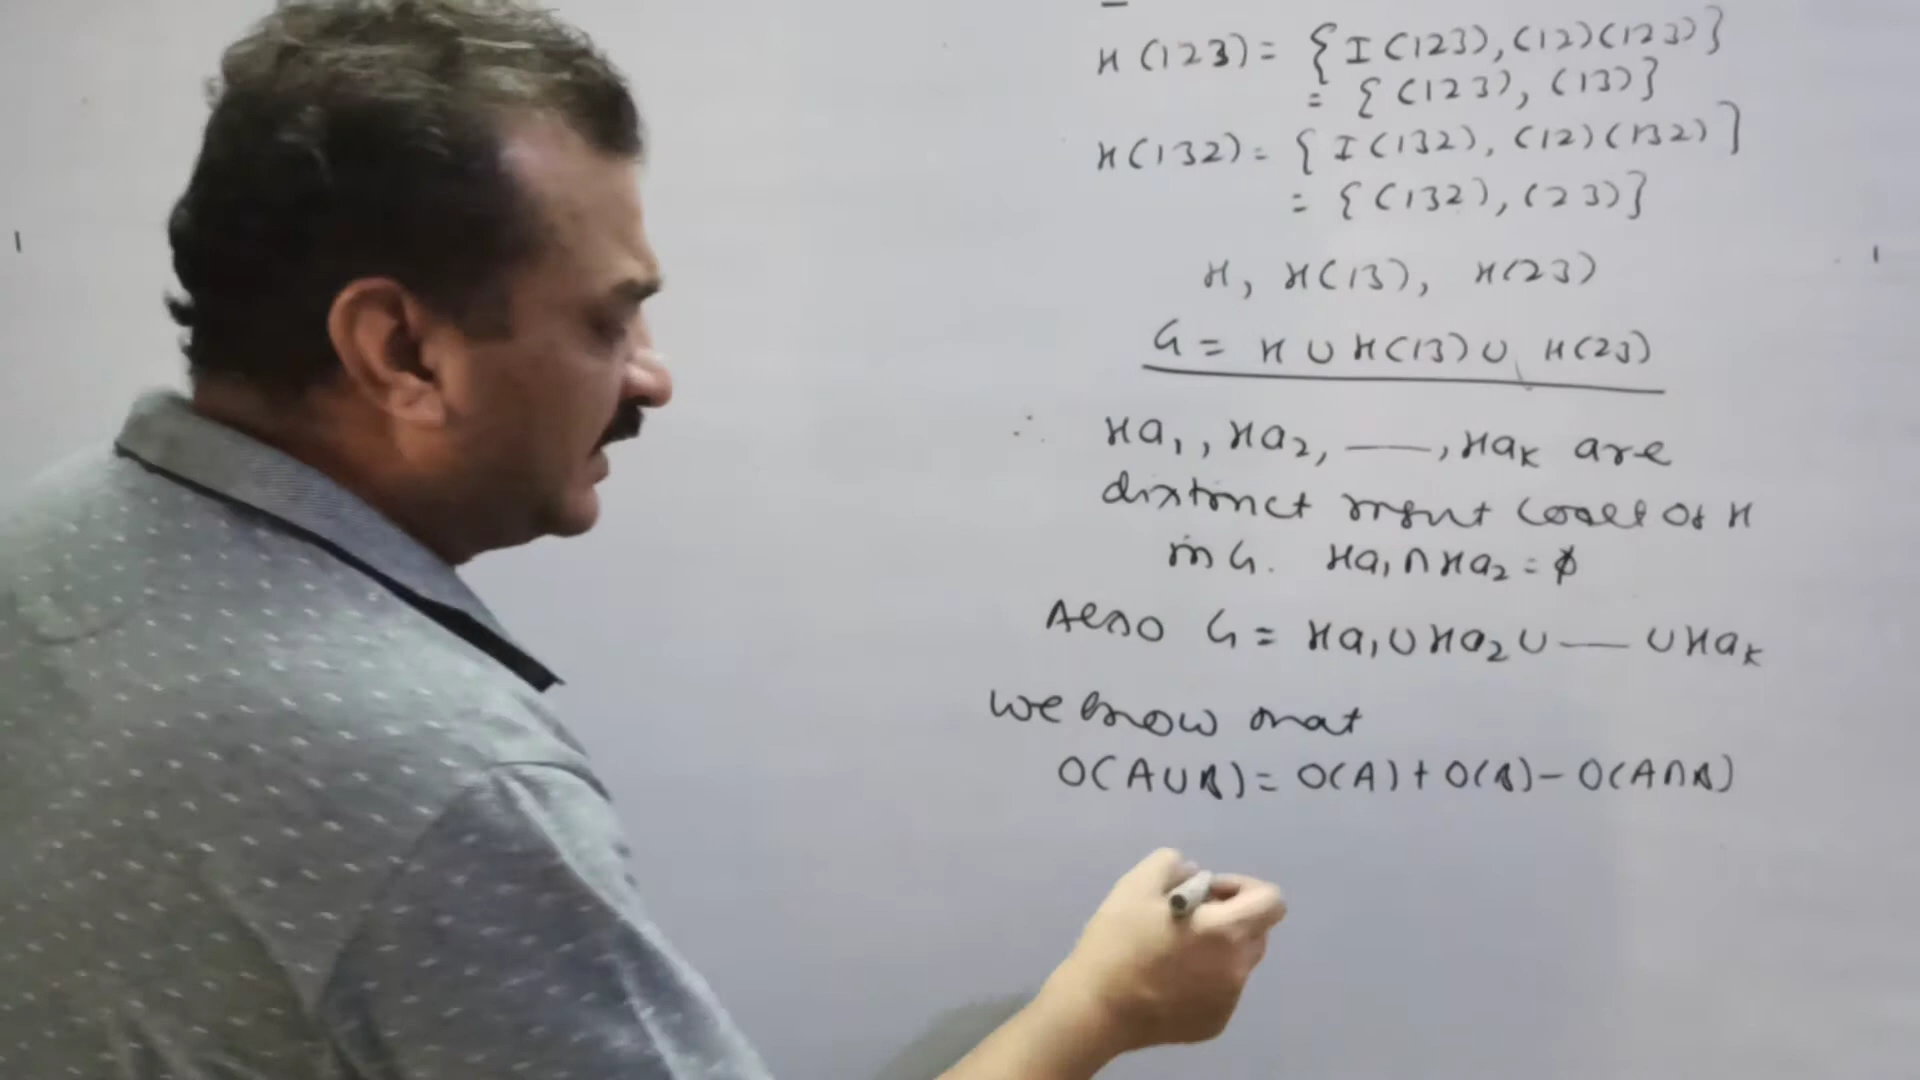 H(123) = {I(123), (12)(123)}
= {(123), (13)}
H(132) = {I(132), (12)(132)}
= {(132), (23)}
H, H(13), H(23)
G = H ∪ H(13) ∪ H(23)
∴ Ha₁, Ha₂, —, Haₖ are
distinct right cosets of H
in G. Ha₁ ∩ Ha₂ = ϕ
Also G = Ha₁ ∪ Ha₂ ∪ — ∪ Haₖ
we know that
O(A∪B) = O(A) + O(B) - O(A∩B)